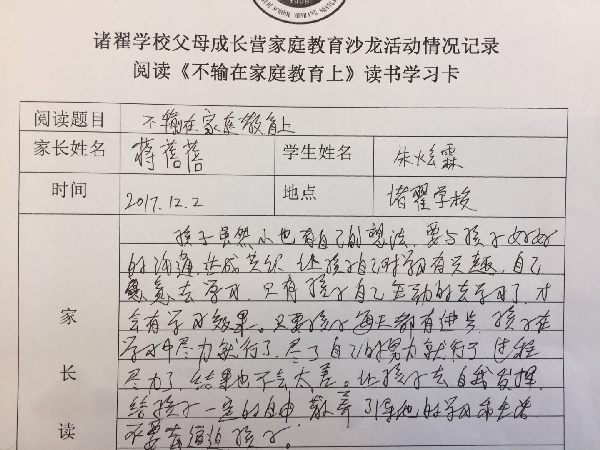 1906
诸翟学校父母成长营家庭教育沙龙活动情况记录
阅读《不输在家庭教育上》读书学习卡
阅读题目 不输在家庭教育上
家长姓名 蒋蓓蓓 学生姓名 朱炫霖
时间 2017.12.2 地点 诸翟学校
孩子虽然小也有自己的想法,要与孩子好好
的沟通达成共识,让孩子自己对学习有兴趣,自己
去学习,只有孩子自己主动的去学习了,才
会有学习效果。只要孩子每天都有进步,孩子在
学习中尽力就行了,尽了自己的努力就行了,过程
尽力了,结果也不会太差。让孩子去自我发挥,
给孩子一定的自由,引导他的学习和
不要去逼迫孩子。
家
长
读